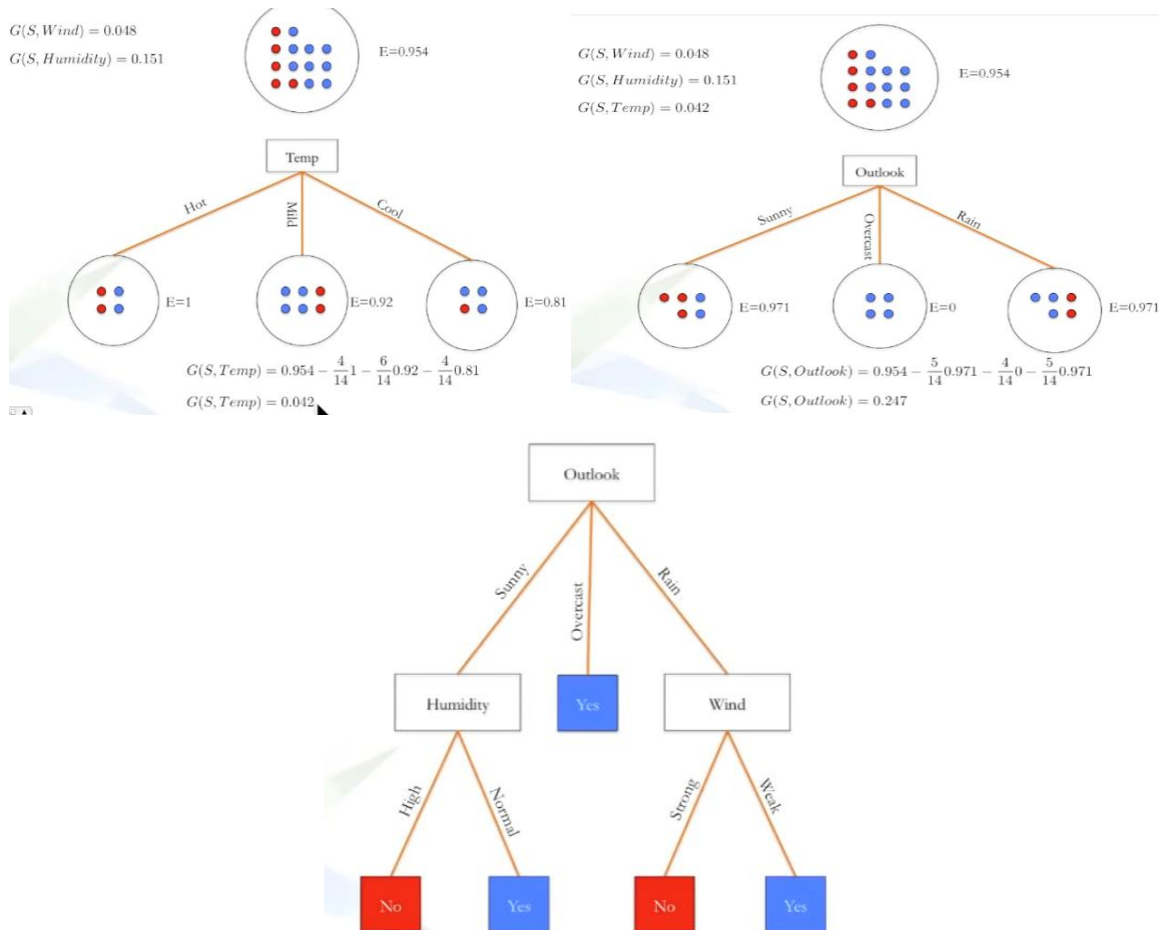 G(S, Wind) = 0.048
G(S, Humidity) = 0.151
E=0.954
Temp
Hot
Mild
Cool
E=1
E=0.92
E=0.81
G(S, Temp) = 0.954 − 4/14 1 − 6/14 0.92 − 4/14 0.81
G(S, Temp) = 0.042
G(S, Wind) = 0.048
G(S, Humidity) = 0.151
G(S, Temp) = 0.042
E=0.954
Outlook
Sunny
Overcast
Rain
E=0.971
E=0
E=0.971
G(S, Outlook) = 0.954 − 5/14 0.971 − 4/14 0 − 5/14 0.971
G(S, Outlook) = 0.247
Outlook
Sunny
Overcast
Rain
Humidity
Yes
Wind
High
Normal
Strong
Weak
No
Yes
No
Yes